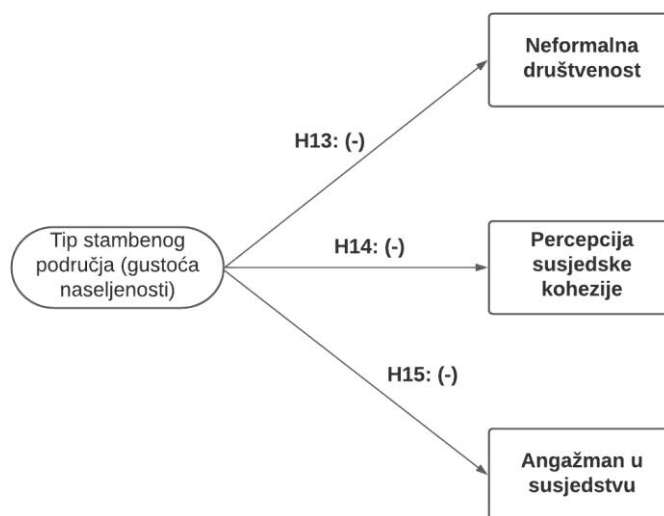 Neformalna
društvenost
H13: (-)
Tip stambenog
područja (gustoća
naseljenosti)
H14: (-)
Percepcija
susjedske
kohezije
H15: (-)
Angažman u
susjedstvu